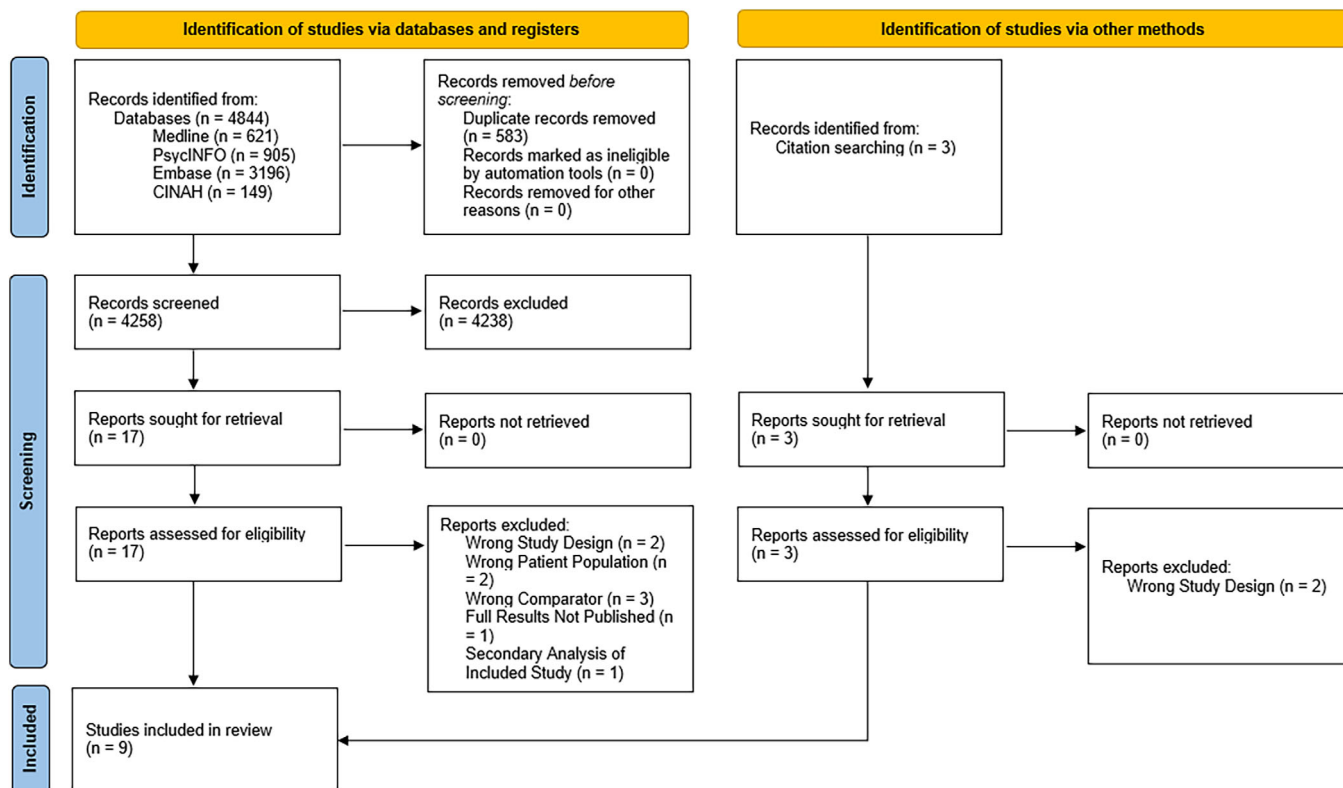 Identification of studies via databases and registers
Identification of studies via other methods
Identification
Records identified from:
Databases (n = 4844)
Medline (n = 621)
PsycINFO (n = 905)
Embase (n = 3196)
CINAH (n = 149)
Records removed before
screening:
Duplicate records removed
(n = 583)
Records marked as ineligible
by automation tools (n = 0)
Records removed for other
reasons (n = 0)
Records identified from:
Citation searching (n = 3)
Screening
Records screened
(n = 4258)
Records excluded
(n = 4238)
Reports sought for retrieval
(n = 17)
Reports not retrieved
(n = 0)
Reports sought for retrieval
(n = 3)
Reports not retrieved
(n = 0)
Reports assessed for eligibility
(n = 17)
Reports excluded:
Wrong Study Design (n = 2)
Wrong Patient Population (n
= 2)
Wrong Comparator (n = 3)
Full Results Not Published (n
= 1)
Secondary Analysis of
Included Study (n = 1)
Reports assessed for eligibility
(n = 3)
Reports excluded:
Wrong Study Design (n = 2)
Included
Studies included in review
(n = 9)